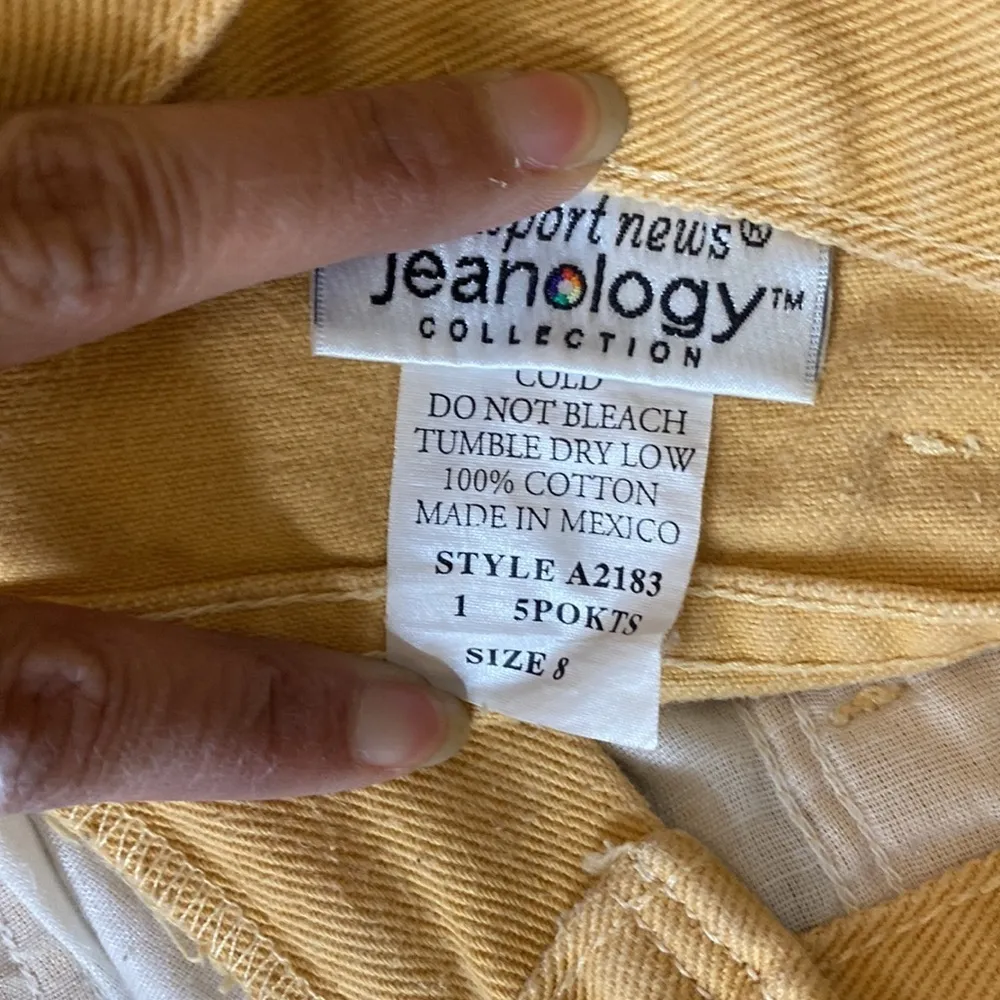 port news®
Jeanology™
COLLECTION
COLD
DO NOT BLEACH
TUMBLE DRY LOW
100% COTTON
MADE IN MEXICO
STYLE A2183
1 5POKTS
SIZE 8